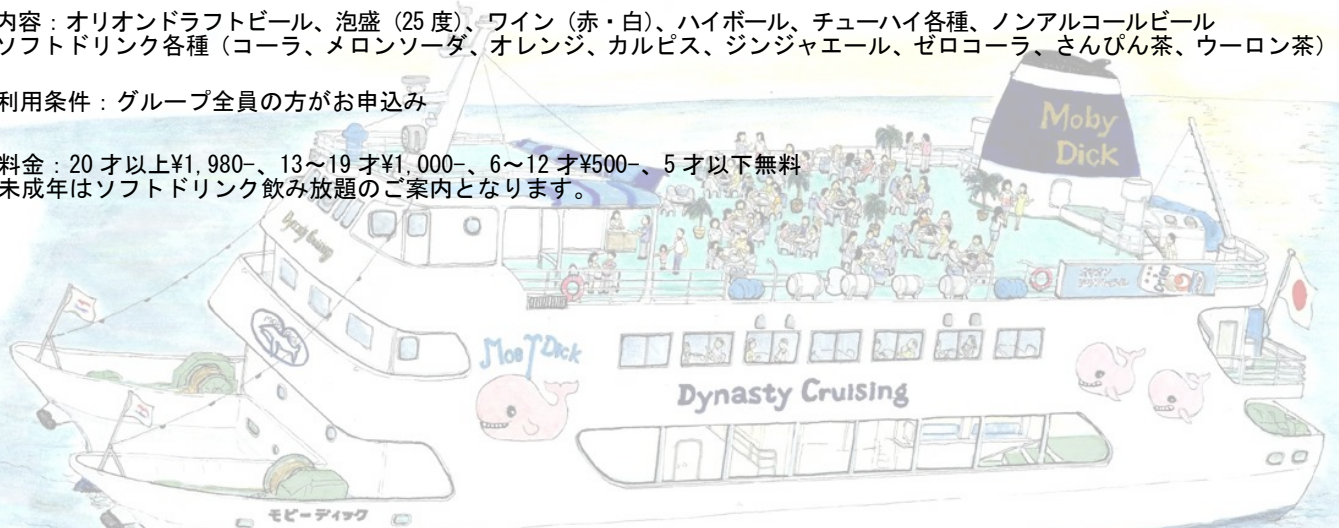 内容：オリオンドラフトビール、泡盛（25度）、ワイン（赤・白）、ハイボール、チューハイ各種、ノンアルコールビール
ソフトドリンク各種（コーラ、メロンソーダ、オレンジ、カルピス、ジンジャエール、ゼロコーラ、さんぴん茶、ウーロン茶）
利用条件：グループ全員の方がお申込み
料金：20才以上¥1,980-、13～19才¥1,000-、6～12才¥500-、5才以下無料
未成年はソフトドリンク飲み放題のご案内となります。
Moby
Dick
Dynasty Cruising
Dick
Dynasty Cruising
モビーディック